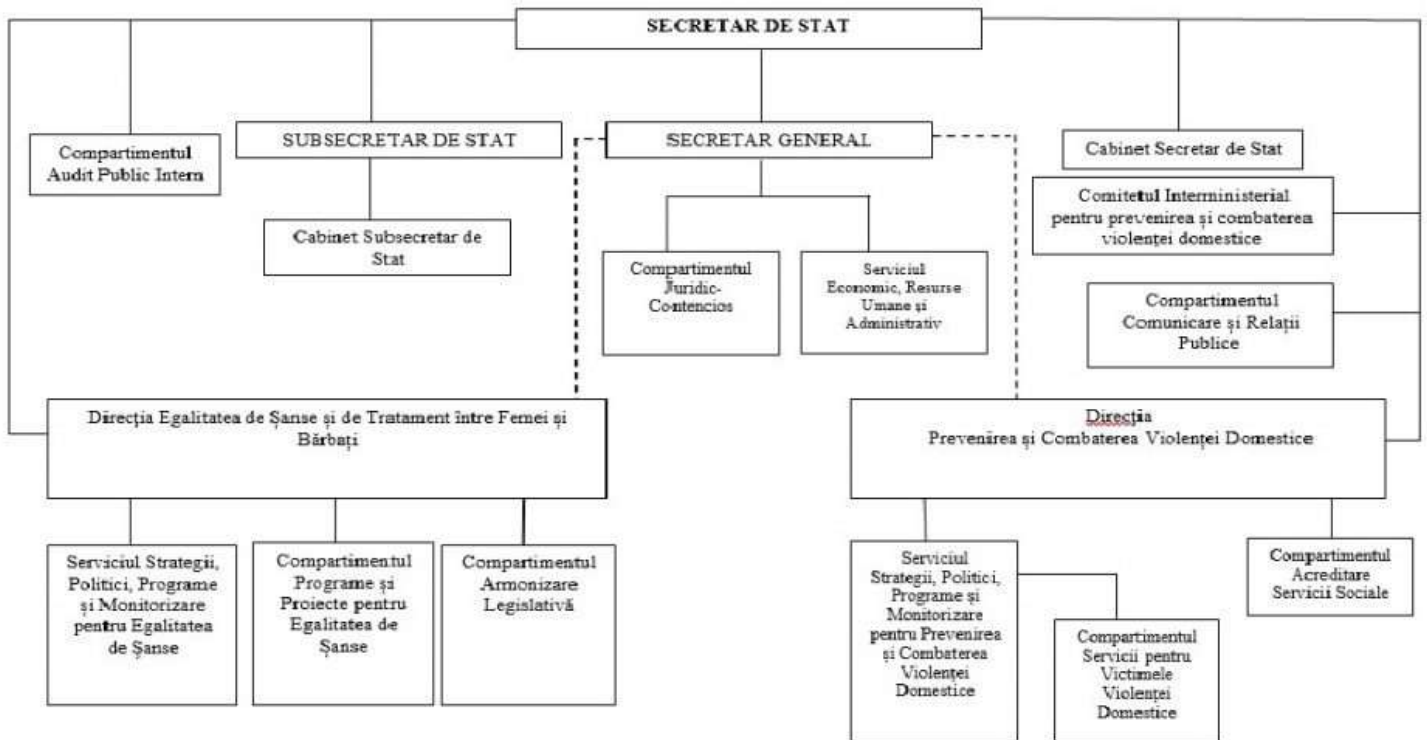 SECRETAR DE STAT
Compartimentul
Audit Public Intern
SUBSECRETAR DE STAT
SECRETAR GENERAL
Cabinet Secretar de Stat
Comitetul Interministerial
pentru prevenirea și combaterea
violenței domestice
Cabinet Subsecretar de
Stat
Compartimentul
Juridic-
Contencios
Serviciul
Economic, Resurse
Umane și
Administrativ
Compartimentul
Comunicare și Relații
Publice
Direcția Egalitatea de Șanse și de Tratament între Femei și
Bărbați
Direcția
Prevenirea și Combaterea Violenței Domestice
Serviciul Strategii,
Politici, Programe
și Monitorizare
pentru Egalitatea
de Șanse
Compartimentul
Programe și
Proiecte pentru
Egalitatea de
Șanse
Compartimentul
Armonizare
Legislativă
Serviciul
Strategii, Politici,
Programe și
Monitorizare
pentru Prevenirea
și Combaterea
Violenței
Domestice
Compartimentul
Servicii pentru
Victimele
Violenței
Domestice
Compartimentul
Acreditare
Servicii Sociale